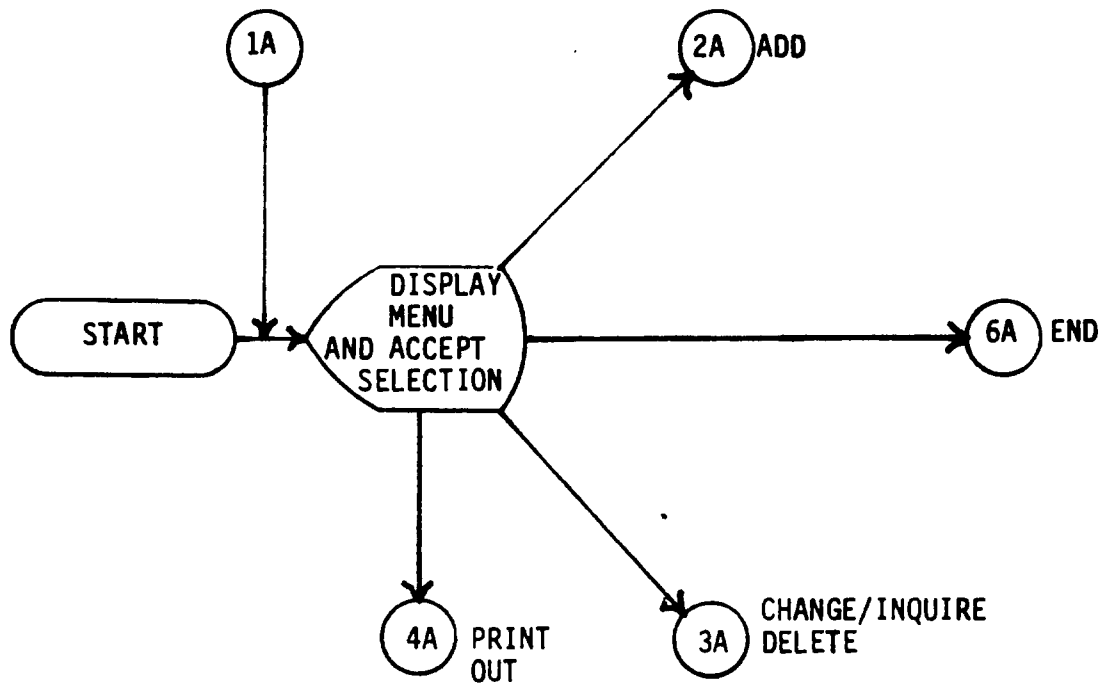 1A
2A ADD
START
DISPLAY
MENU
AND ACCEPT
SELECTION
6A END
4A PRINT
OUT
3A CHANGE/INQUIRE
DELETE